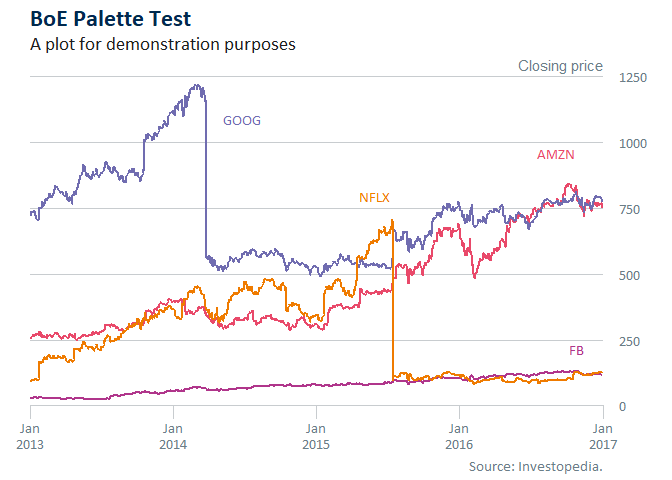 BoE Palette Test
A plot for demonstration purposes
Closing price
1250
GOOG
1000
AMZN
NFLX
750
500
250
FB
0
Jan Jan Jan Jan Jan
2013 2014 2015 2016 2017
Source: Investopedia.